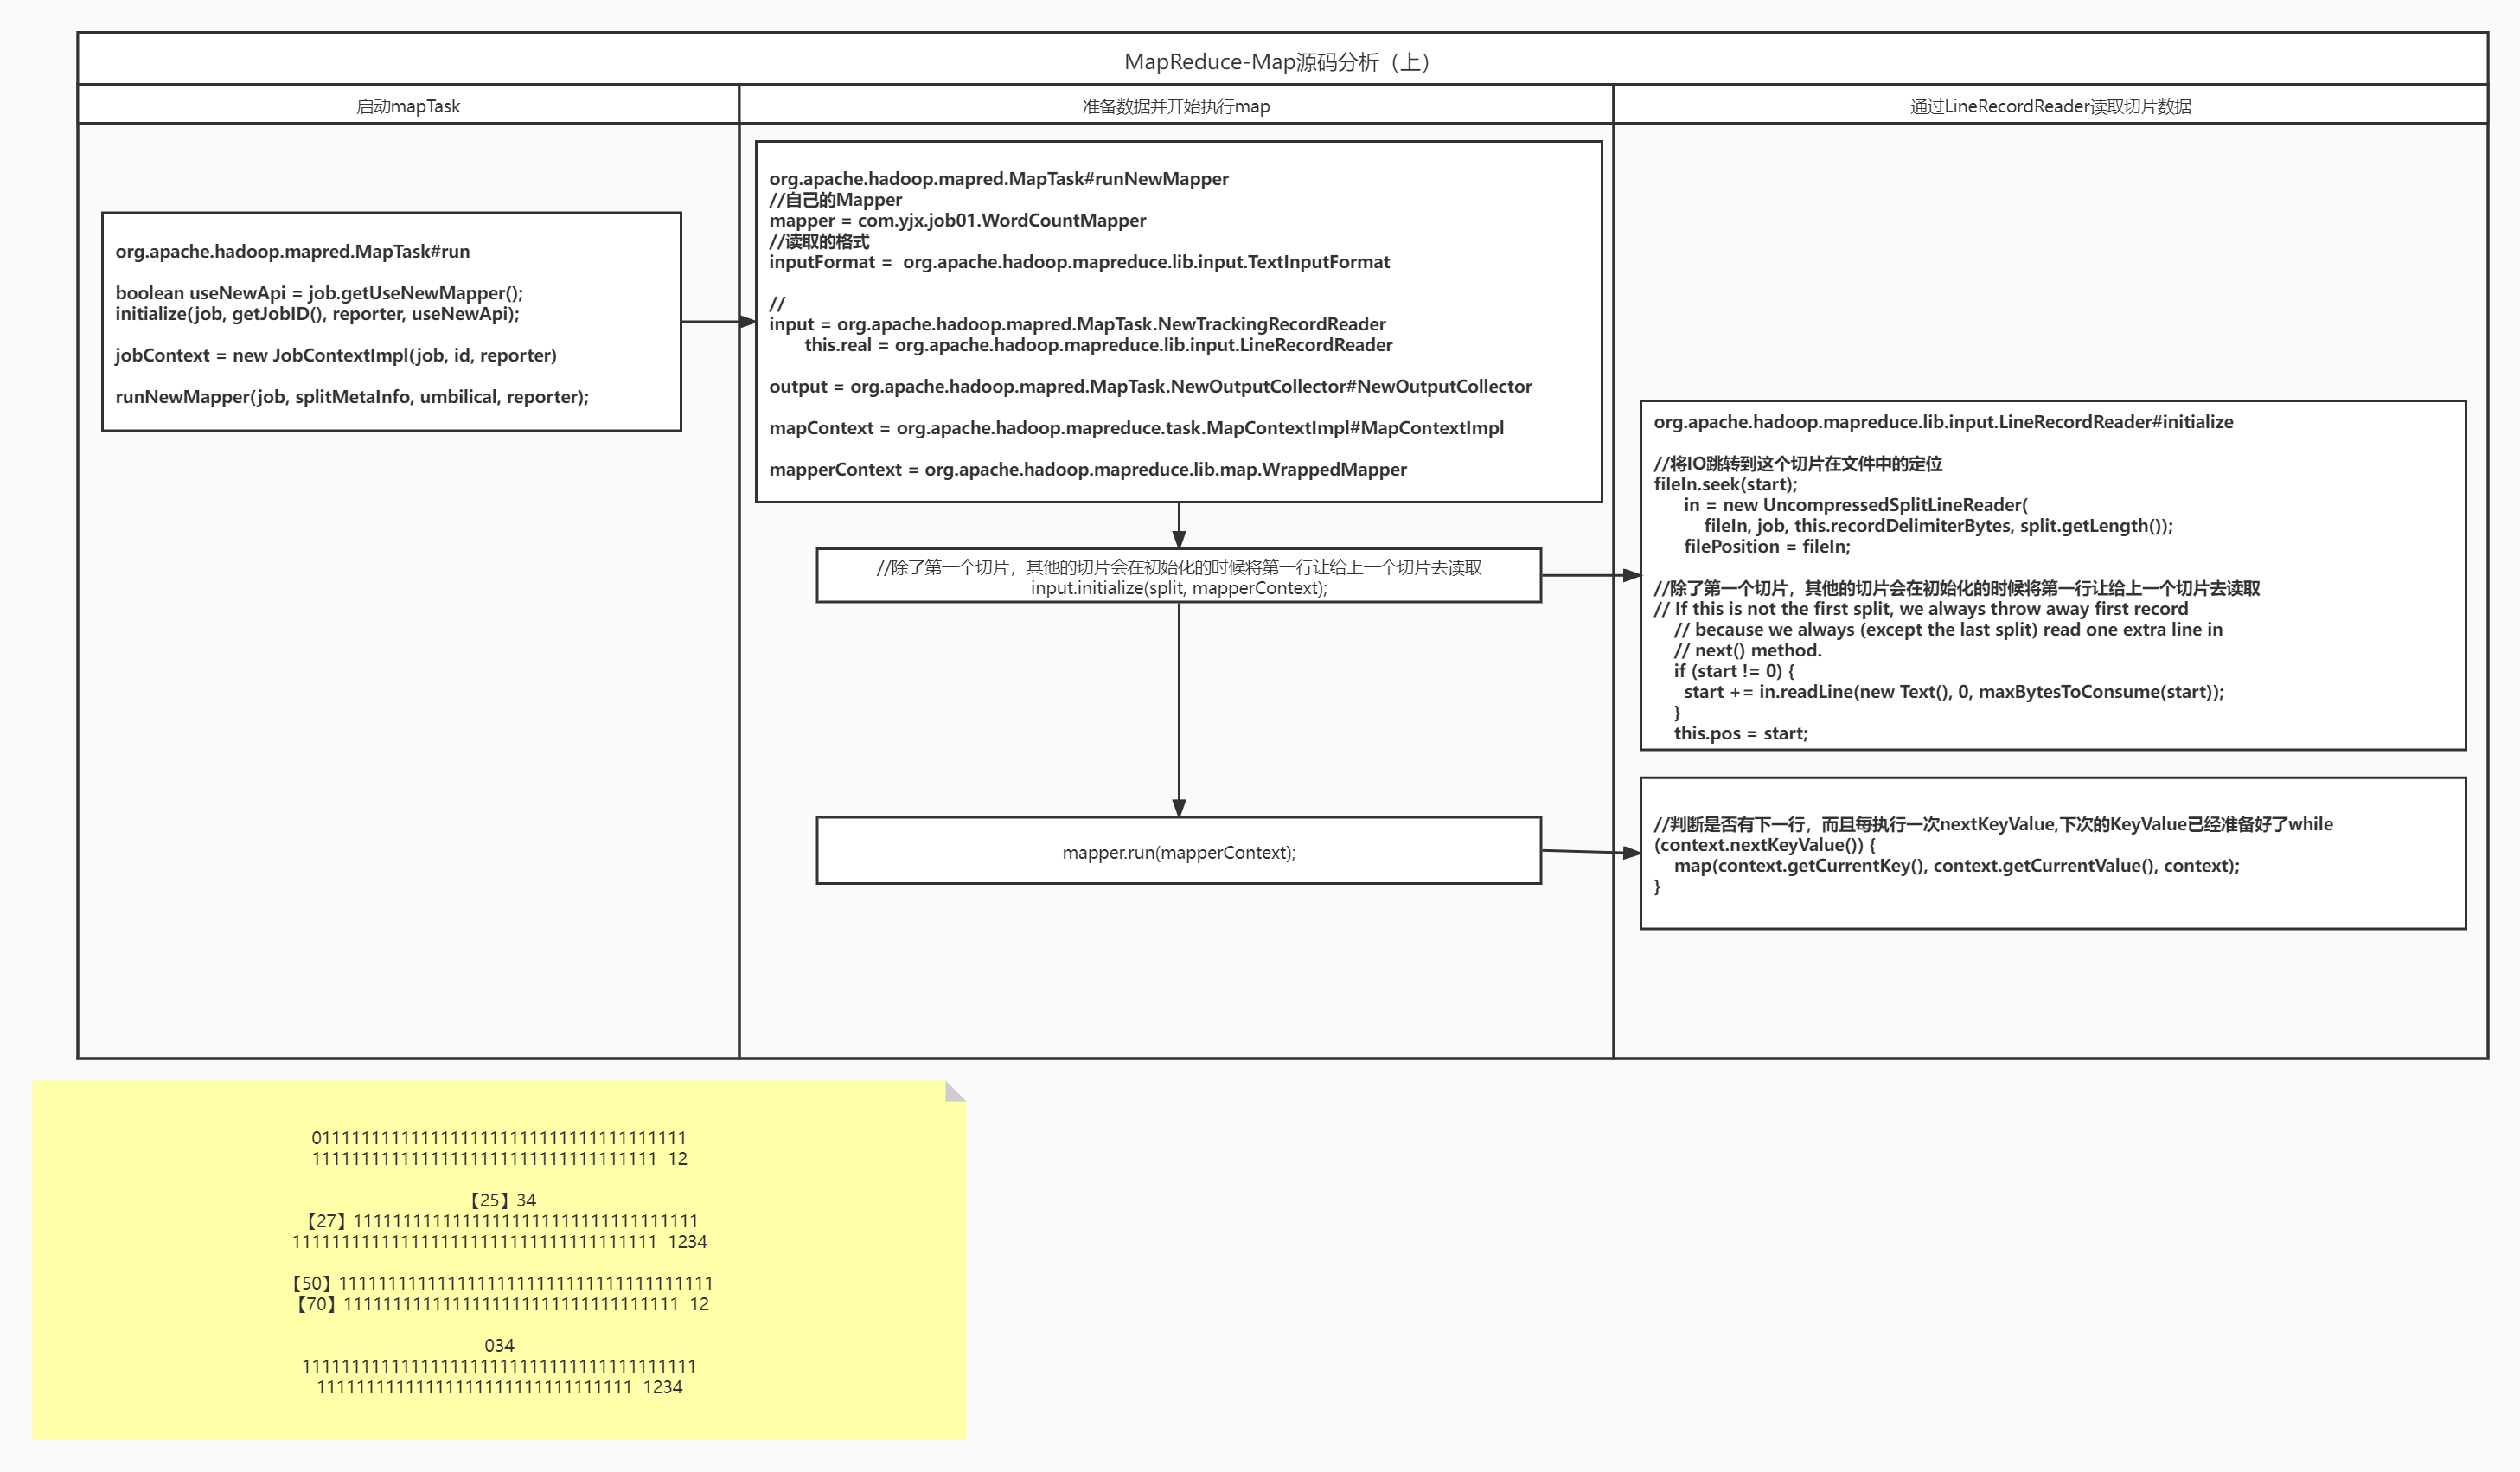 MapReduce-Map源码分析（上）
启动mapTask
准备数据并开始执行map
通过LineRecordReader读取切片数据
org.apache.hadoop.mapred.MapTask#run
boolean useNewApi = job.getUseNewMapper();
initialize(job, getJobID(), reporter, useNewApi);
jobContext = new JobContextImpl(job, id, reporter)
runNewMapper(job, splitMetaInfo, umbilical, reporter);
org.apache.hadoop.mapred.MapTask#runNewMapper
//自己的Mapper
mapper = com.yjx.job01.WordCountMapper
//读取的格式
inputFormat =  org.apache.hadoop.mapreduce.lib.input.TextInputFormat
//
input = org.apache.hadoop.mapred.MapTask.NewTrackingRecordReader
this.real = org.apache.hadoop.mapreduce.lib.input.LineRecordReader
output = org.apache.hadoop.mapred.MapTask.NewOutputCollector#NewOutputCollector
mapContext = org.apache.hadoop.mapreduce.task.MapContextImpl#MapContextImpl
mapperContext = org.apache.hadoop.mapreduce.lib.map.WrappedMapper
//除了第一个切片，其他的切片会在初始化的时候将第一行让给上一个切片去读取
input.initialize(split, mapperContext);
mapper.run(mapperContext);
org.apache.hadoop.mapreduce.lib.input.LineRecordReader#initialize
//将IO跳转到这个切片在文件中的定位
fileIn.seek(start);
in = new UncompressedSplitLineReader(
fileIn, job, this.recordDelimiterBytes, split.getLength());
filePosition = fileIn;
//除了第一个切片，其他的切片会在初始化的时候将第一行让给上一个切片去读取
// If this is not the first split, we always throw away first record
// because we always (except the last split) read one extra line in
// next() method.
if (start != 0) {
start += in.readLine(new Text(), 0, maxBytesToConsume(start));
}
this.pos = start;
//判断是否有下一行，而且每执行一次nextKeyValue,下次的KeyValue已经准备好了while
(context.nextKeyValue()) {
map(context.getCurrentKey(), context.getCurrentValue(), context);
}
01111111111111111111111111111111111111
11111111111111111111111111111111111  12
【25】34
【27】11111111111111111111111111111111111
1111111111111111111111111111111111111  1234
【50】11111111111111111111111111111111111111
【70】1111111111111111111111111111111111  12
034
1111111111111111111111111111111111111111
11111111111111111111111111111111  1234